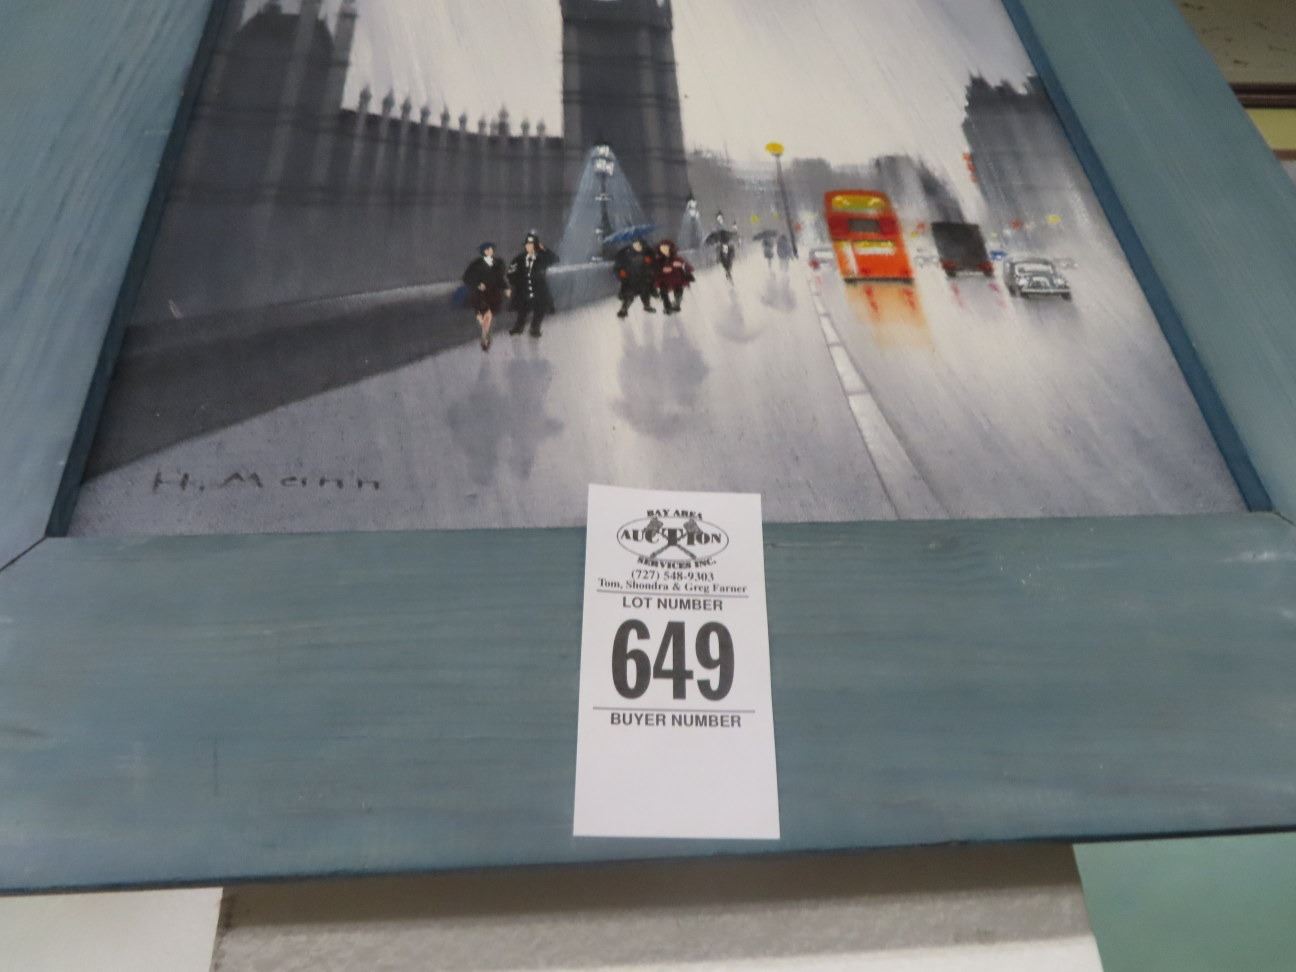 H. Mann
BAY AREA
AUCTION
SERVICES INC.
(727) 548-9303
Tom, Shondra & Greg Farner
LOT NUMBER
649
BUYER NUMBER